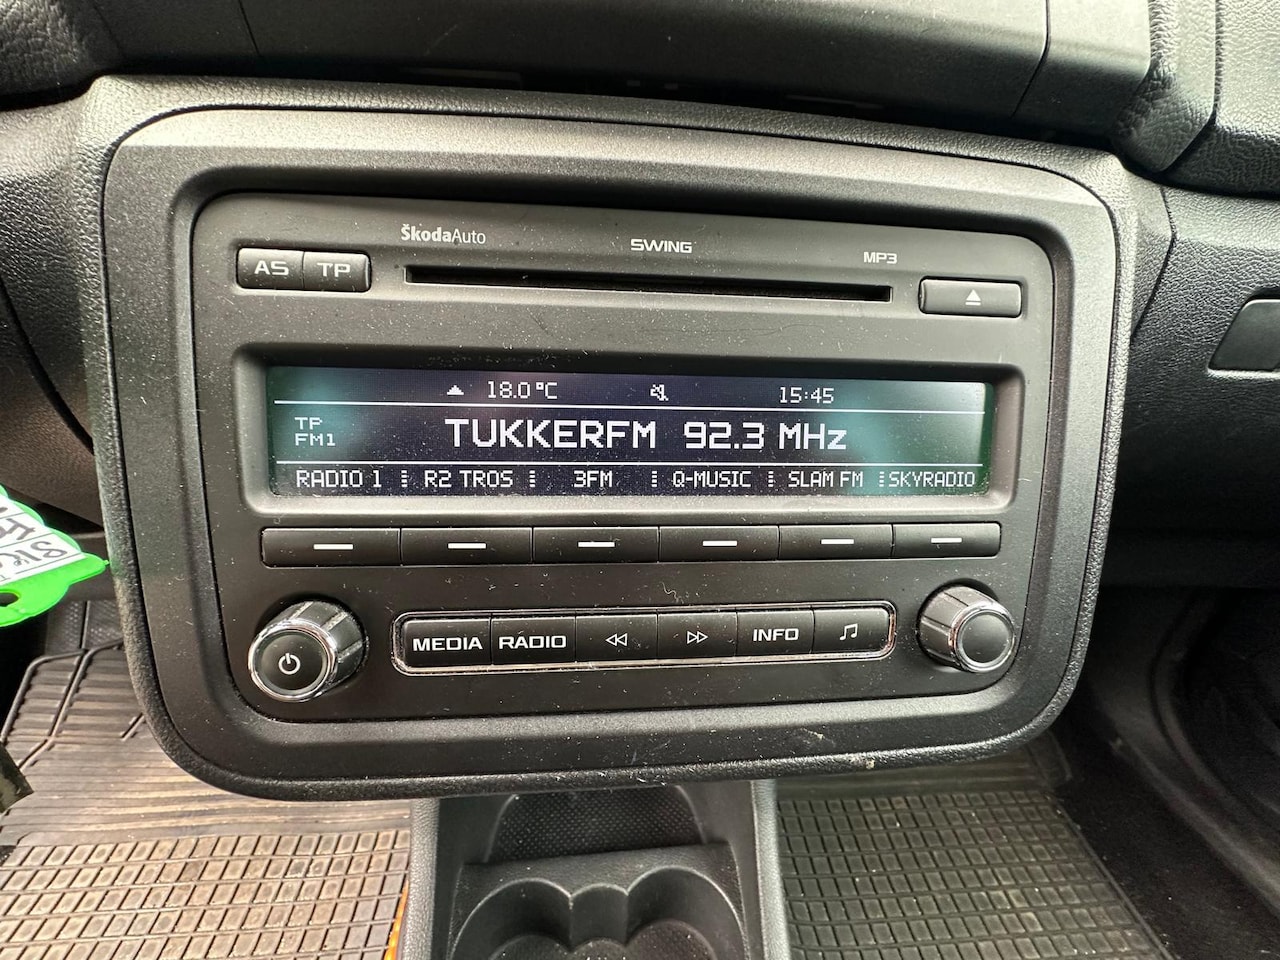 ŠkodaAuto
SWING
MP3
AS TP
18.0°C 15:45
TP
FM1
TUKKERFM 92.3 MHz
RADIO 1 R2 TROS 3FM Q-MUSIC SLAM FM SKYRADIO
MEDIA RADIO INFO